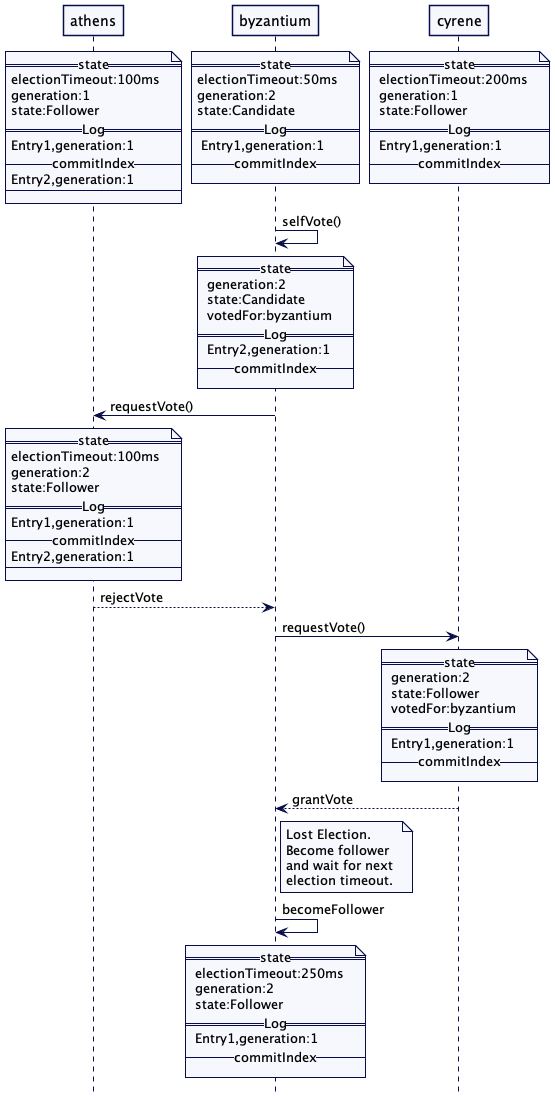 athens
byzantium
cyrene
state
electionTimeout:100ms
generation:1
state:Follower
Log
Entry1,generation:1
commitIndex
Entry2,generation:1
state
electionTimeout:50ms
generation:2
state:Candidate
Log
Entry1,generation:1
commitIndex
state
electionTimeout:200ms
generation:1
state:Follower
Log
Entry1,generation:1
commitIndex
selfVote()
state
generation:2
state:Candidate
votedFor:byzantium
Log
Entry2,generation:1
commitIndex
requestVote()
state
electionTimeout:100ms
generation:2
state:Follower
Log
Entry1,generation:1
commitIndex
Entry2,generation:1
rejectVote
requestVote()
state
generation:2
state:Follower
votedFor:byzantium
Log
Entry1,generation:1
commitIndex
grantVote
Lost Election.
Become follower
and wait for next
election timeout.
becomeFollower
state
electionTimeout:250ms
generation:2
state:Follower
Log
Entry1,generation:1
commitIndex